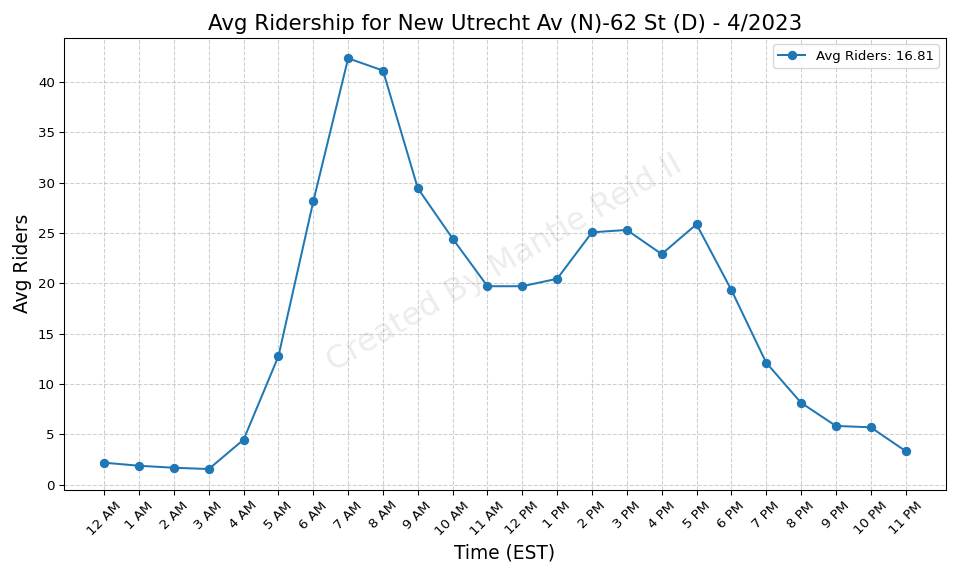 Avg Ridership for New Utrecht Av (N)-62 St (D) - 4/2023
Avg Riders: 16.81
Avg Riders
40
35
30
25
20
15
10
5
0
Created By Mantie Reid II
12 AM
1 AM
2 AM
3 AM
4 AM
5 AM
6 AM
7 AM
8 AM
9 AM
10 AM
11 AM
12 PM
1 PM
2 PM
3 PM
4 PM
5 PM
6 PM
7 PM
8 PM
9 PM
10 PM
11 PM
Time (EST)